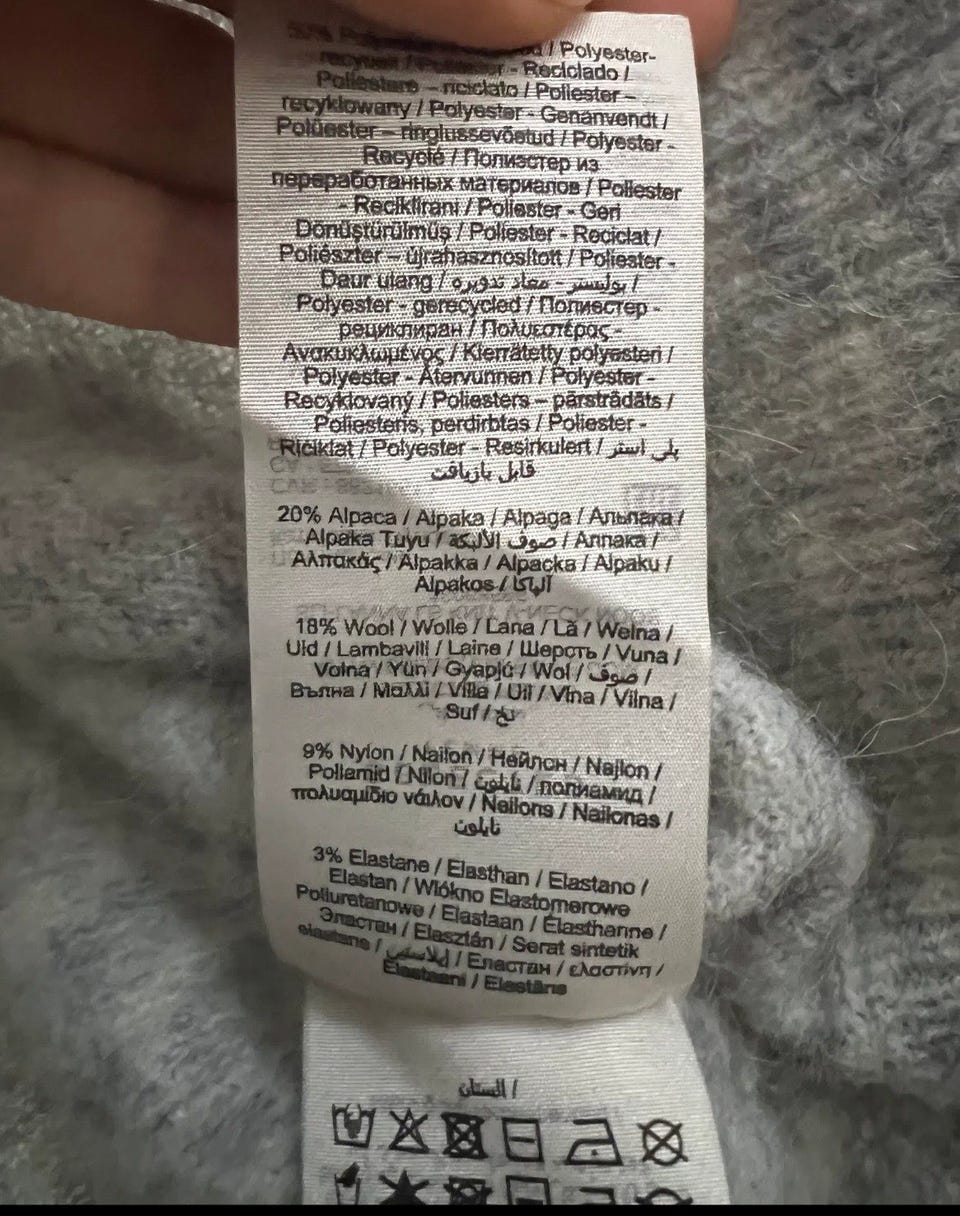 / Polyester-
- Reciclado /
Poliestere – riciclato / Poliester –
recyklowany / Polyester - Genanvendt /
Polüester – ringlussevõetud / Polyester -
Recyclé / Полиэстер из
переработанных материалов / Poliester
- Reciklirani / Poliester - Geri
Dönüştürülmüş / Poliester - Reciclat /
Poliészter – újrahasznosított / Poliester -
Daur ulang / بوليستر - معاد تدويره /
Polyester - gerecycled / Полиестер -
рециклиран / Πολυεστέρας -
Ανακυκλωμένος / Kierrätetty polyesteri /
Polyester - Återvunnen / Polyester -
Recyklovaný / Poliesters – pārstrādāts /
Poliesteris, perdirbtas / Poliester -
Riciklat / Polyester - Resirkulert / پلی استر
قابل بازیافت
20% Alpaca / Alpaka / Alpaga / Альпака /
Alpaka Tüyü / صوف الألبكة / Алпака /
Αλπακάς / Alpakka / Alpacka / Alpaku /
Alpakos / آلپاکا
18% Wool / Wolle / Lana / Lã / Wełna /
Uld / Lambavill / Laine / Шерсть / Vuna /
Volna / Yün / Gyapjú / Wol / صوف /
Вълна / Μαλλί / Villa / Ull / Vlna / Vilna /
Suf / نخ
9% Nylon / Nailon / Нейлон / Najlon /
Poliamid / Nilon / نايلون / полиамид /
πολυαμίδιο νάιλον / Neilons / Nailonas /
نایلون
3% Elastane / Elasthan / Elastano /
Elastan / Włókno Elastomerowe
Poliuretanowe / Elastaan / Élasthanne /
Эластан / Elasztán / Serat sintetik
elastane / إيلاستين / Еластан / ελαστίνη /
Elastaani / Elastāns
/ الستان